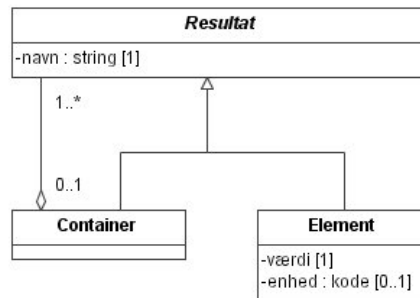 Resultat
-navn : string [1]
1..*
0..1
Container
Element
-værdi [1]
-enhed : kode [0..1]